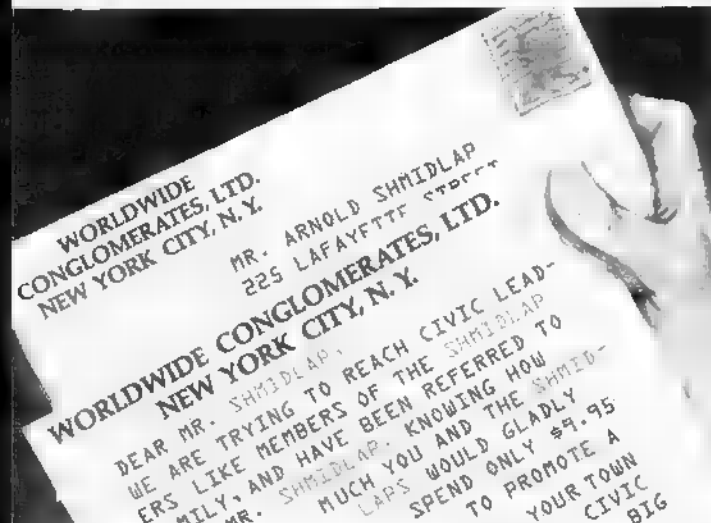 WORLDWIDE
CONGLOMERATES, LTD.
NEW YORK CITY, N.Y.
MR. ARNOLD SHMIDLAP
225 LAFAYETTE STREET
WORLDWIDE CONGLOMERATES, LTD.
NEW YORK CITY, N.Y.
DEAR MR. SHMIDLAP,
WE ARE TRYING TO REACH CIVIC LEAD-
ERS LIKE MEMBERS OF THE SHMIDLAP
MILY, AND HAVE BEEN REFERRED TO
MR. SHMIDLAP. KNOWING HOW
MUCH YOU AND THE SHMID-
LAPS WOULD GLADLY
SPEND ONLY $9.95
TO PROMOTE A
YOUR TOWN
CIVIC
BIG